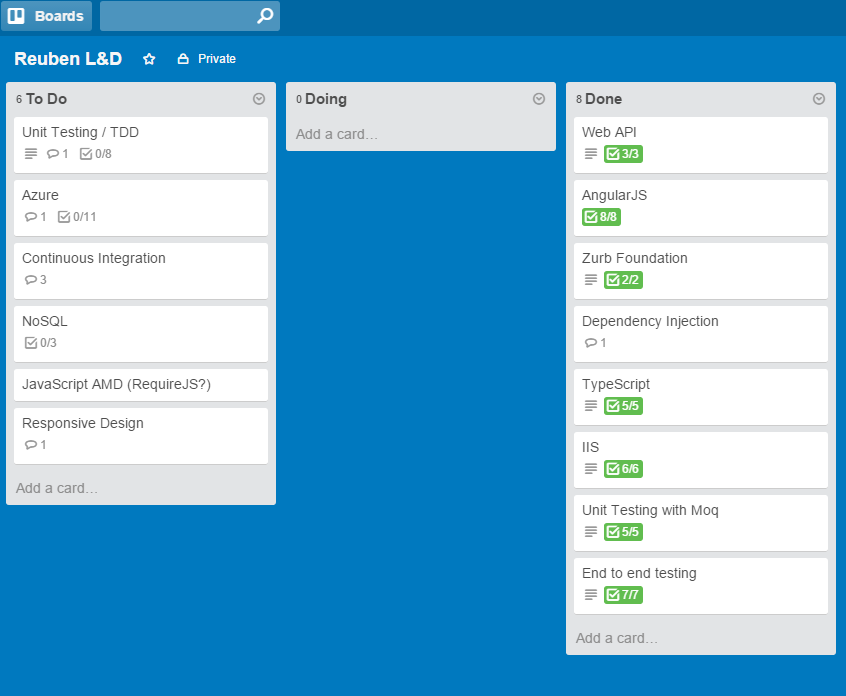 Boards
Reuben L&D Private
6 To Do
Unit Testing / TDD
1 0/8
Azure
1 0/11
Continuous Integration
3
NoSQL
0/3
JavaScript AMD (RequireJS?)
Responsive Design
1
Add a card…
0 Doing
Add a card…
8 Done
Web API
3/3
AngularJS
8/8
Zurb Foundation
2/2
Dependency Injection
1
TypeScript
5/5
IIS
6/6
Unit Testing with Moq
5/5
End to end testing
7/7
Add a card…